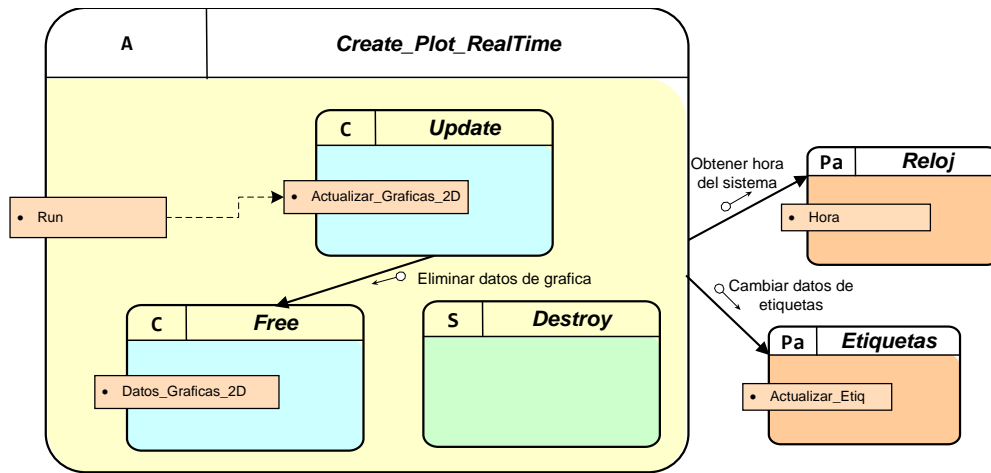 A
Create_Plot_RealTime
C
Update
• Actualizar_Graficas_2D
• Run
Obtener hora
del sistema
Pa
Reloj
• Hora
Eliminar datos de grafica
Cambiar datos de
etiquetas
C
Free
• Datos_Graficas_2D
S
Destroy
Pa
Etiquetas
• Actualizar_Etiq